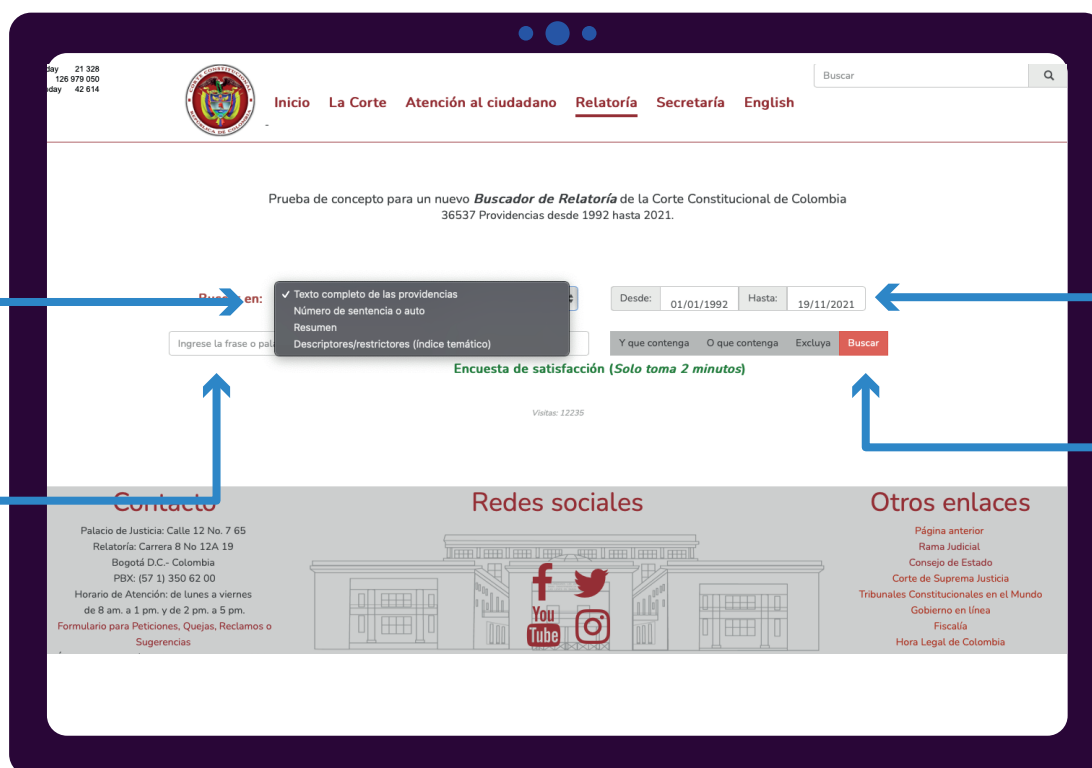 21 328
126 979 050
42 614
CORTE CONSTITUCIONAL
REPÚBLICA DE COLOMBIA
Inicio La Corte Atención al ciudadano Relatoría Secretaría English
Buscar
Prueba de concepto para un nuevo Buscador de Relatoría de la Corte Constitucional de Colombia
36537 Providencias desde 1992 hasta 2021.
en:
✓ Texto completo de las providencias
Número de sentencia o auto
Resumen
Descriptores/restrictores (índice temático)
Desde: 01/01/1992 Hasta: 19/11/2021
Ingrese la frase o pal
Y que contenga O que contenga Excluya Buscar
Encuesta de satisfacción (Solo toma 2 minutos)
Visitas: 12235
Contacto
Palacio de Justicia: Calle 12 No. 7 65
Relatoría: Carrera 8 No 12A 19
Bogotá D.C.- Colombia
PBX: (57 1) 350 62 00
Horario de Atención: de lunes a viernes
de 8 am. a 1 pm. y de 2 pm. a 5 pm.
Formulario para Peticiones, Quejas, Reclamos o
Sugerencias
Redes sociales
You
Tube
Otros enlaces
Página anterior
Rama Judicial
Consejo de Estado
Corte de Suprema Justicia
Tribunales Constitucionales en el Mundo
Gobierno en línea
Fiscalía
Hora Legal de Colombia